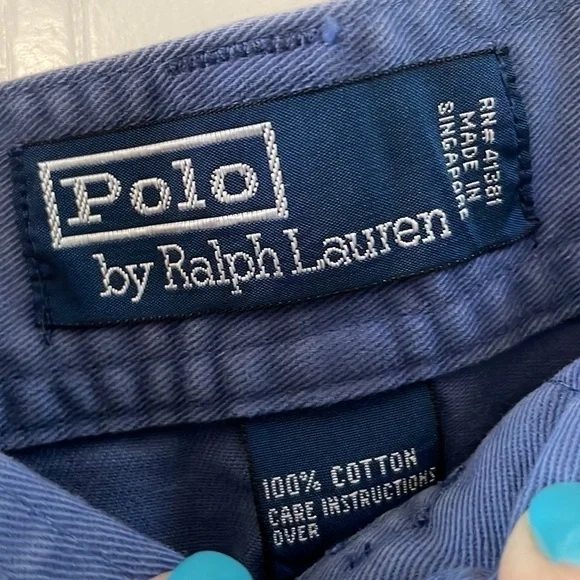 Polo
by Ralph Lauren
RN# 41381
MADE IN
SINGAPORE
100% COTTON
CARE INSTRUCTIONS
OVER